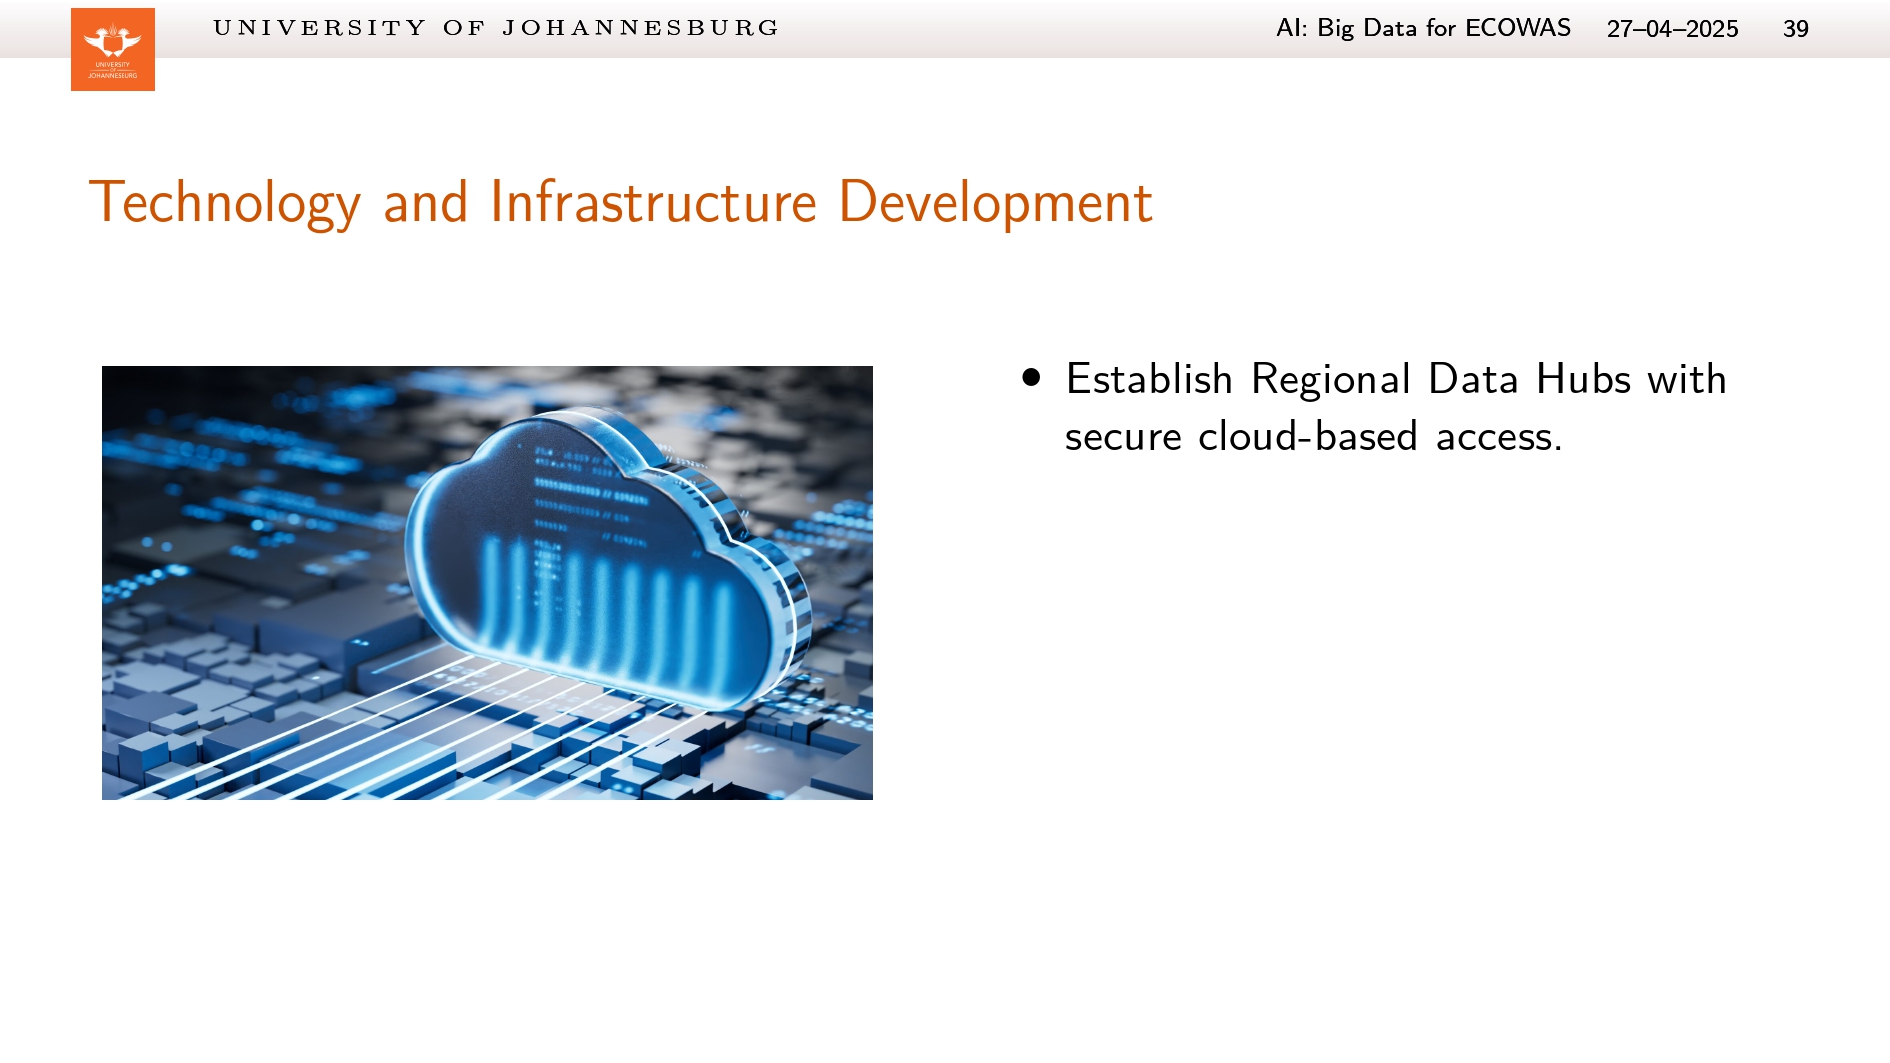 UNIVERSITY OF JOHANNESBURG
AI: Big Data for ECOWAS 27–04–2025 39
UNIVERSITY
OF
JOHANNESBURG
Technology and Infrastructure Development
• Establish Regional Data Hubs with
secure cloud-based access.